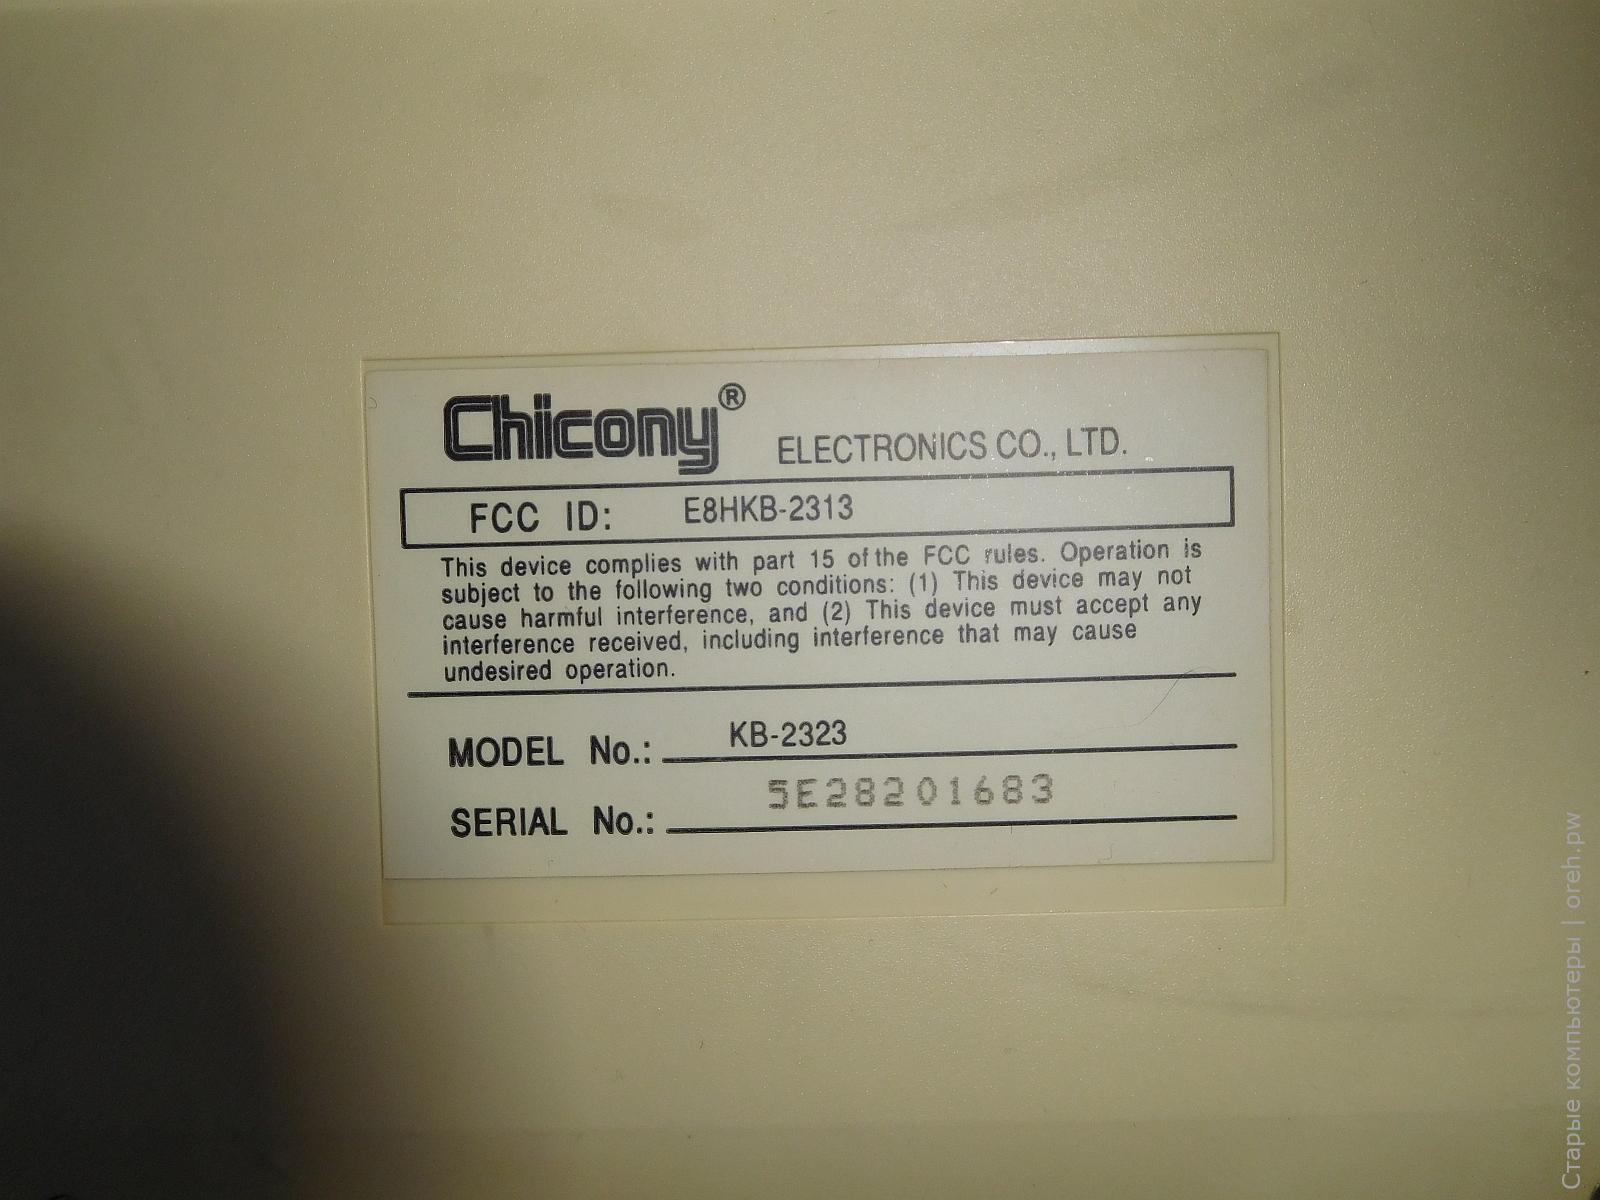 Chicony® ELECTRONICS CO., LTD.
FCC ID: E8HKB-2313
This device complies with part 15 of the FCC rules. Operation is
subject to the following two conditions: (1) This device may not
cause harmful interference, and (2) This device must accept any
interference received, including interference that may cause
undesired operation.
MODEL No.: KB-2323
SERIAL No.: 5E28201683
Старые компьютеры | oreh.pw